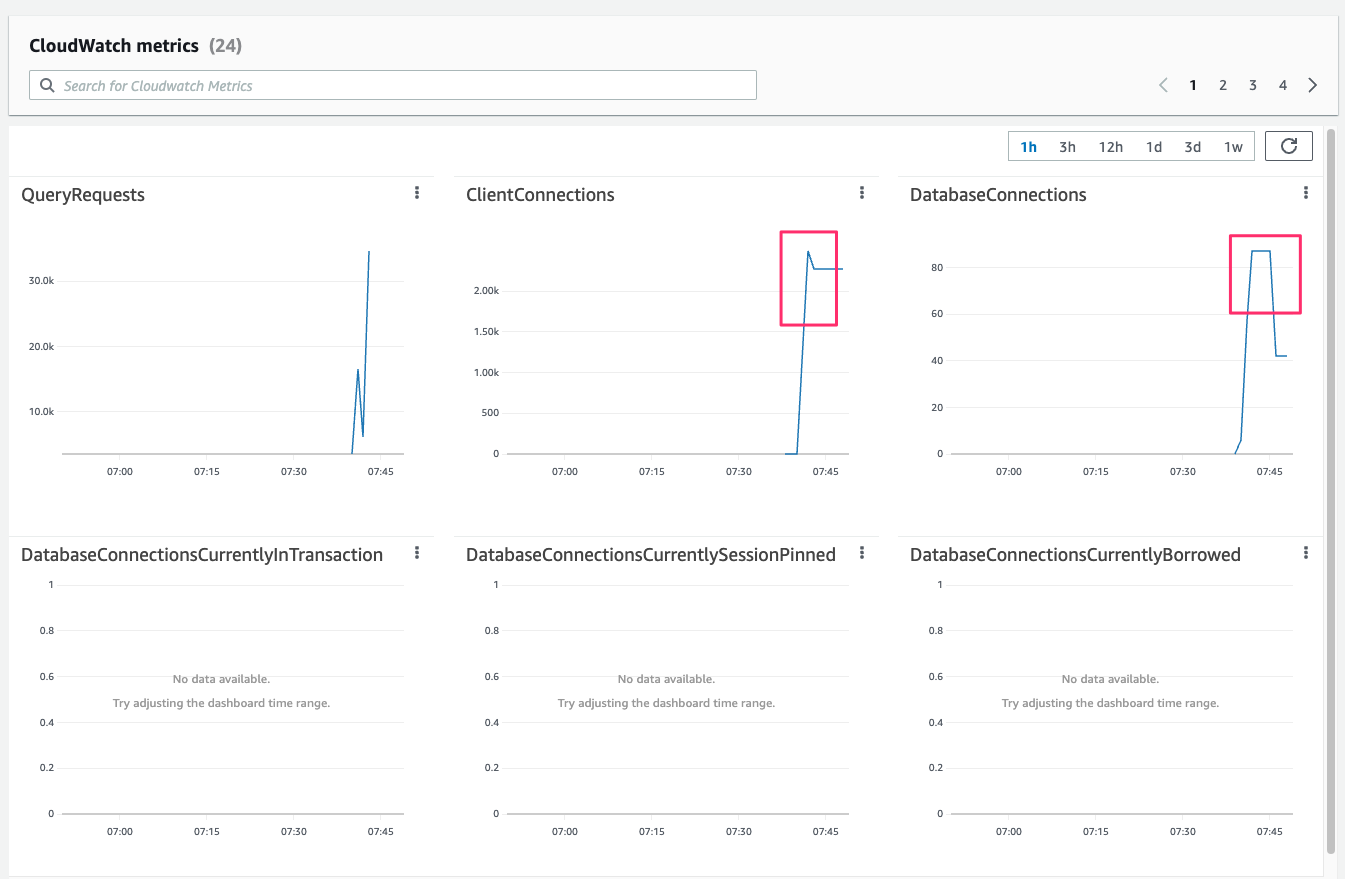 CloudWatch metrics (24)
Search for Cloudwatch Metrics
1 2 3 4
1h 3h 12h 1d 3d 1w
QueryRequests
30.0k
20.0k
10.0k
07:00 07:15 07:30 07:45
ClientConnections
2.00k
1.50k
1.00k
500
0
07:00 07:15 07:30 07:45
DatabaseConnections
80
60
40
20
0
07:00 07:15 07:30 07:45
DatabaseConnectionsCurrentlyInTransaction
1
0.8
0.6
No data available.
Try adjusting the dashboard time range.
0.4
0.2
0
07:00 07:15 07:30 07:45
DatabaseConnectionsCurrentlySessionPinned
1
0.8
0.6
No data available.
Try adjusting the dashboard time range.
0.4
0.2
0
07:00 07:15 07:30 07:45
DatabaseConnectionsCurrentlyBorrowed
1
0.8
0.6
No data available.
Try adjusting the dashboard time range.
0.4
0.2
0
07:00 07:15 07:30 07:45